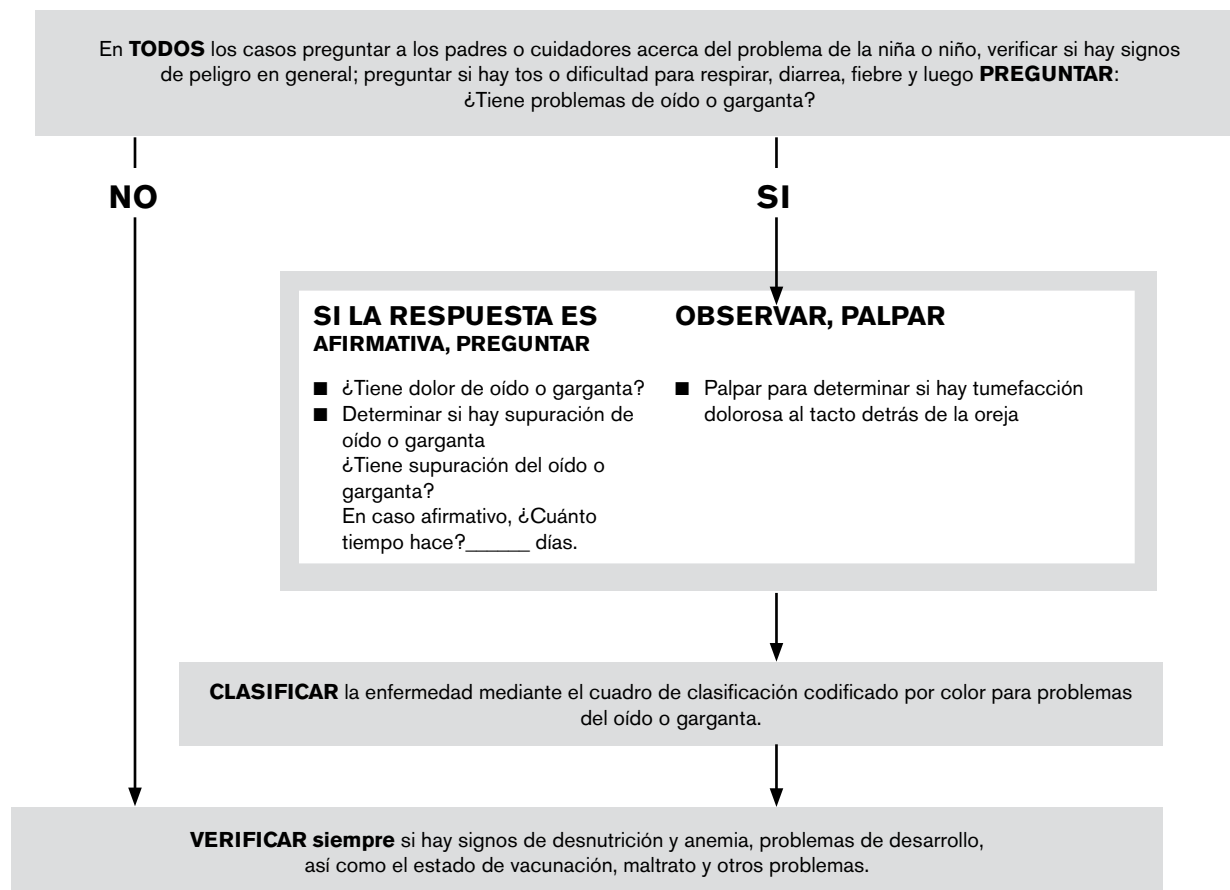 En TODOS los casos preguntar a los padres o cuidadores acerca del problema de la niña o niño, verificar si hay signos
de peligro en general; preguntar si hay tos o dificultad para respirar, diarrea, fiebre y luego PREGUNTAR:
¿Tiene problemas de oído o garganta?
NO
SI
SI LA RESPUESTA ES
AFIRMATIVA, PREGUNTAR
■ ¿Tiene dolor de oído o garganta?
■ Determinar si hay supuración de
oído o garganta
¿Tiene supuración del oído o
garganta?
En caso afirmativo, ¿Cuánto
tiempo hace?______ días.
OBSERVAR, PALPAR
■ Palpar para determinar si hay tumefacción
dolorosa al tacto detrás de la oreja
CLASIFICAR la enfermedad mediante el cuadro de clasificación codificado por color para problemas
del oído o garganta.
VERIFICAR siempre si hay signos de desnutrición y anemia, problemas de desarrollo,
así como el estado de vacunación, maltrato y otros problemas.